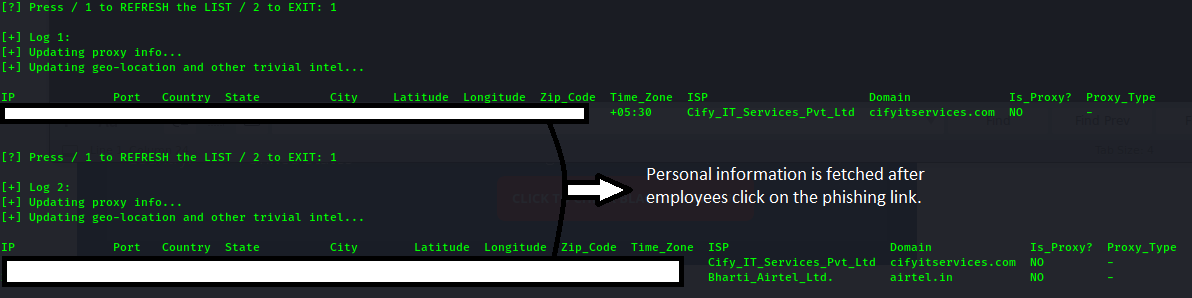 [?] Press / 1 to REFRESH the LIST / 2 to EXIT: 1
[+] Log 1:
[+] Updating proxy info...
[+] Updating geo-location and other trivial intel...
IP Port Country State City Latitude Longitude Zip_Code Time_Zone ISP Domain Is_Proxy? Proxy_Type
+05:30 Cify_IT_Services_Pvt_Ltd cifyitservices.com NO -
[?] Press / 1 to REFRESH the LIST / 2 to EXIT: 1
[+] Log 2:
[+] Updating proxy info...
[+] Updating geo-location and other trivial intel...
Personal information is fetched after
employees click on the phishing link.
IP Port Country State City Latitude Longitude Zip_Code Time_Zone ISP Domain Is_Proxy? Proxy_Type
Cify_IT_Services_Pvt_Ltd cifyitservices.com NO -
Bharti_Airtel_Ltd. airtel.in NO -